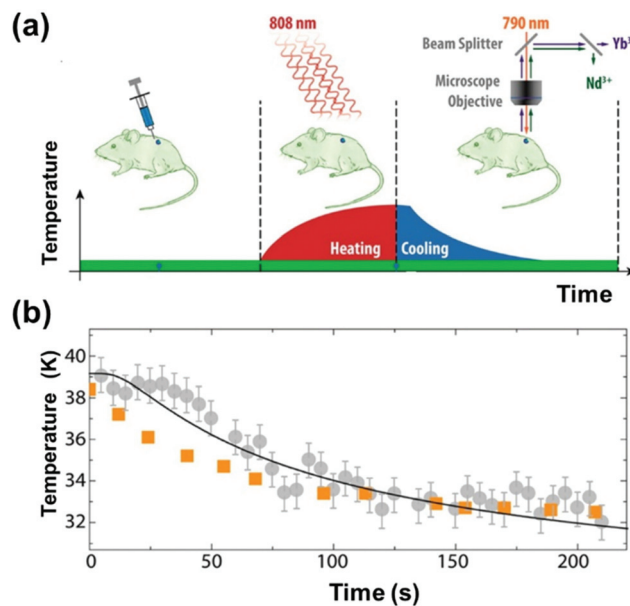 (a)
808 nm
790 nm
Beam Splitter
Yb³
Microscope
Objective
Nd³⁺
Temperature
Heating
Cooling
Time
(b)
Temperature (K)
40
38
36
34
32
0
50
100
150
200
Time (s)